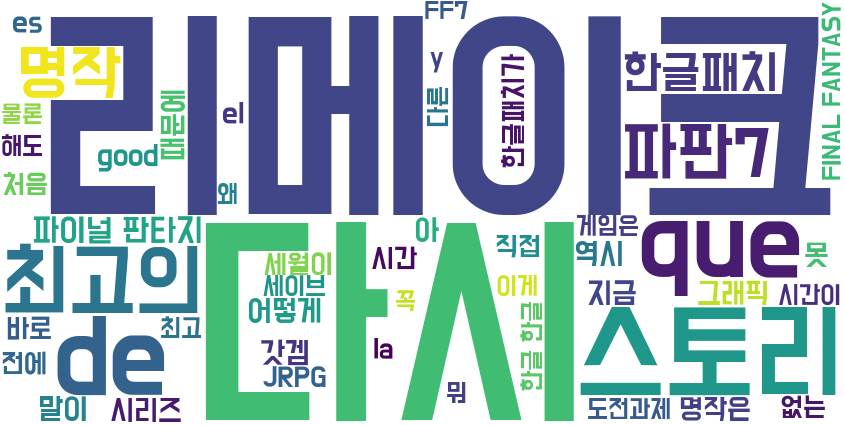 리메이크
FF7
es
명작
y
한글패치가
한글패치
FINAL FANTASY
el
다른
물론
때문에
해도
good
파판7
처음
왜
파이널 판타지
아
게임은
que
최고의
다시
세월이
시간
직접
역시
못
세이브
이게
지금
그래픽
시간이
어떻게
꼭
한글 한글
바로
최고
de
스토리
전에
갓겜
la
JRPG
뭐
말이
시리즈
도전과제
명작은
없는